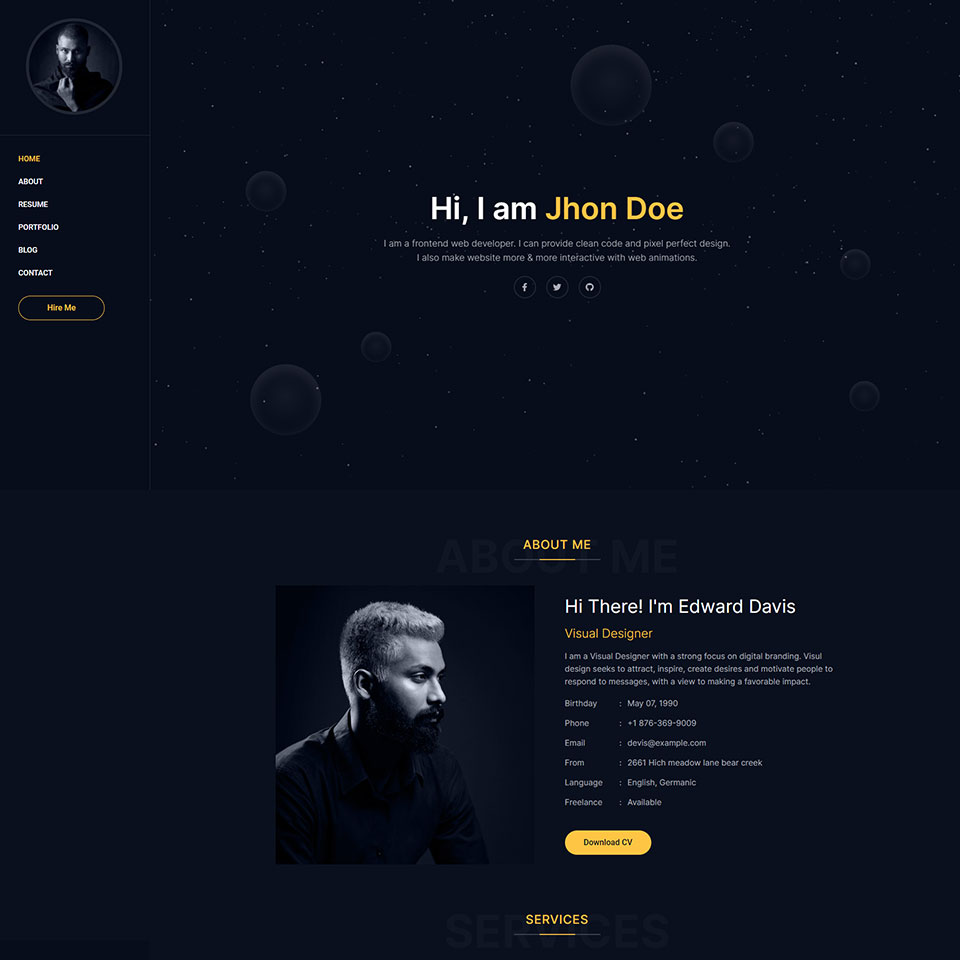 HOME
ABOUT
RESUME
PORTFOLIO
BLOG
CONTACT
Hire Me
Hi, I am Jhon Doe
I am a frontend web developer. I can provide clean code and pixel perfect design.
I also make website more & more interactive with web animations.
ABOUT ME
ABOUT ME
Hi There! I'm Edward Davis
Visual Designer
I am a Visual Designer with a strong focus on digital branding. Visul
design seeks to attract, inspire, create desires and motivate people to
respond to messages, with a view to making a favorable impact.
Birthday : May 07, 1990
Phone : +1 876-369-9009
Email : devis@example.com
From : 2661 Hich meadow lane bear creek
Language : English, Germanic
Freelance : Available
Download CV
SERVICES
SERVICES